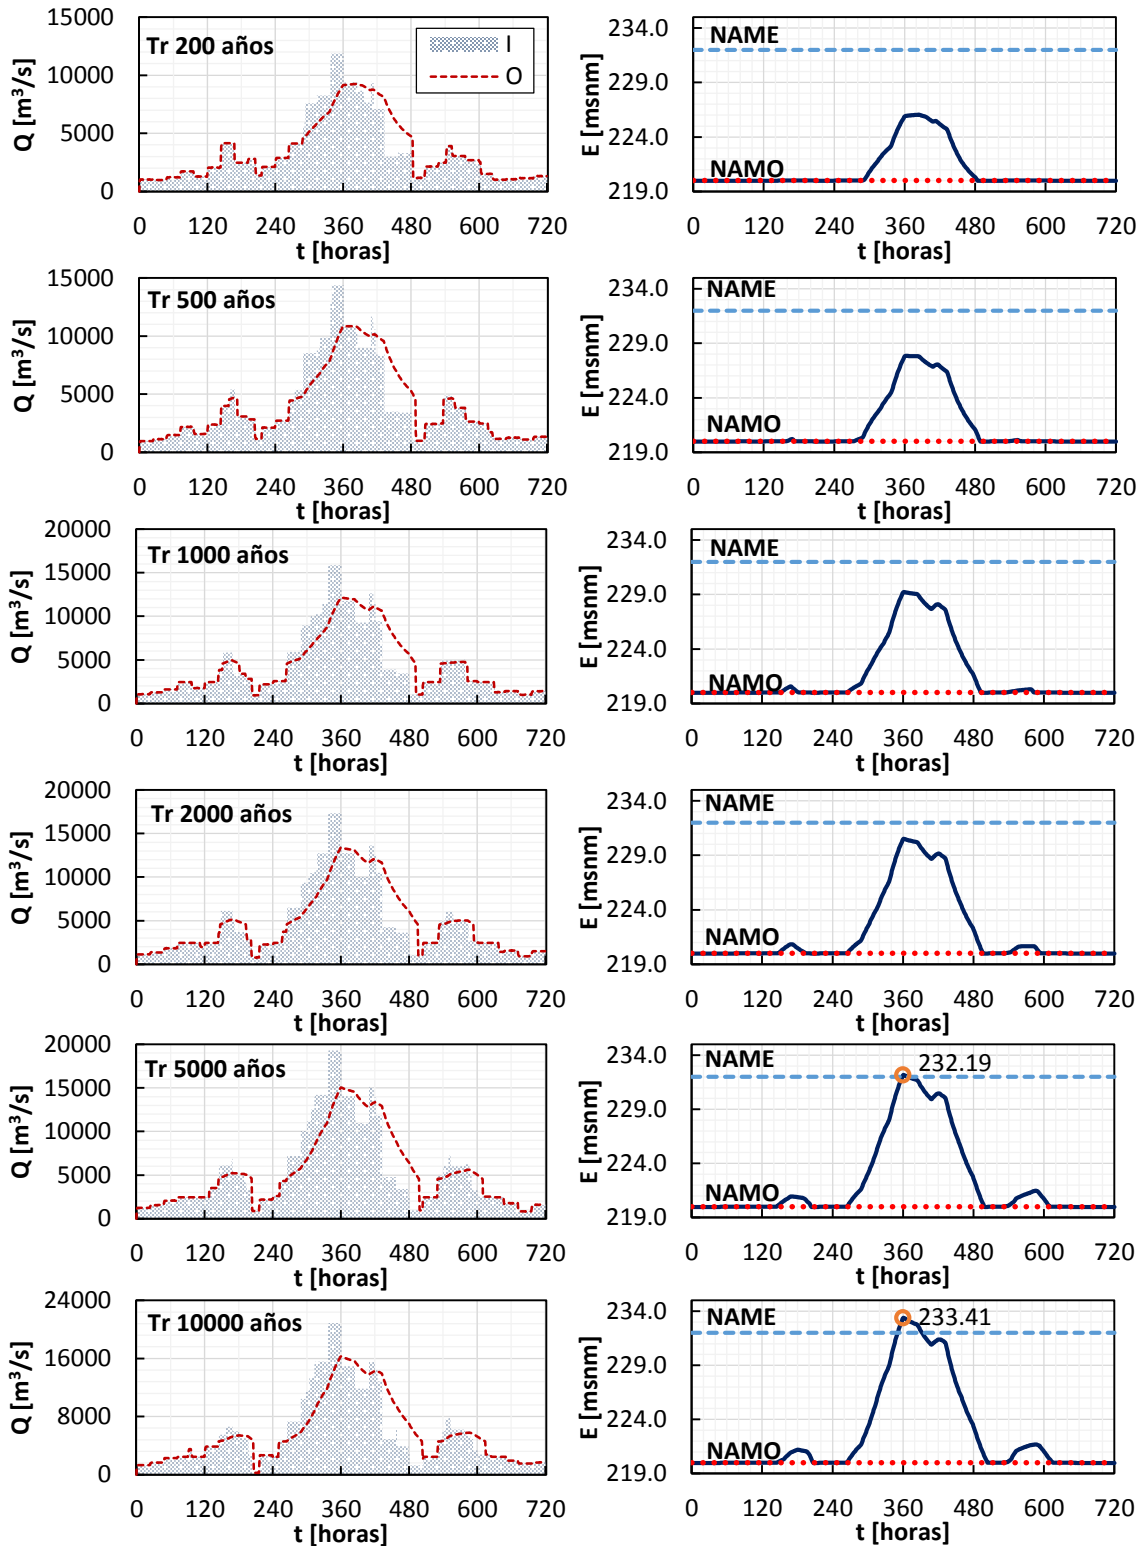 15000
10000
5000
0
Q [m³/s]
Tr 200 años
I
O
0 120 240 360 480 600 720
t [horas]
234.0
229.0
224.0
219.0
E [msnm]
NAME
NAMO
0 120 240 360 480 600 720
t [horas]
15000
10000
5000
0
Q [m³/s]
Tr 500 años
0 120 240 360 480 600 720
t [horas]
234.0
229.0
224.0
219.0
E [msnm]
NAME
NAMO
0 120 240 360 480 600 720
t [horas]
20000
15000
10000
5000
0
Q [m³/s]
Tr 1000 años
0 120 240 360 480 600 720
t [horas]
234.0
229.0
224.0
219.0
E [msnm]
NAME
NAMO
0 120 240 360 480 600 720
t [horas]
20000
15000
10000
5000
0
Q [m³/s]
Tr 2000 años
0 120 240 360 480 600 720
t [horas]
234.0
229.0
224.0
219.0
E [msnm]
NAME
NAMO
0 120 240 360 480 600 720
t [horas]
20000
15000
10000
5000
0
Q [m³/s]
Tr 5000 años
0 120 240 360 480 600 720
t [horas]
234.0
229.0
224.0
219.0
E [msnm]
NAME
232.19
NAMO
0 120 240 360 480 600 720
t [horas]
24000
16000
8000
0
Q [m³/s]
Tr 10000 años
0 120 240 360 480 600 720
t [horas]
234.0
229.0
224.0
219.0
E [msnm]
NAME
233.41
NAMO
0 120 240 360 480 600 720
t [horas]